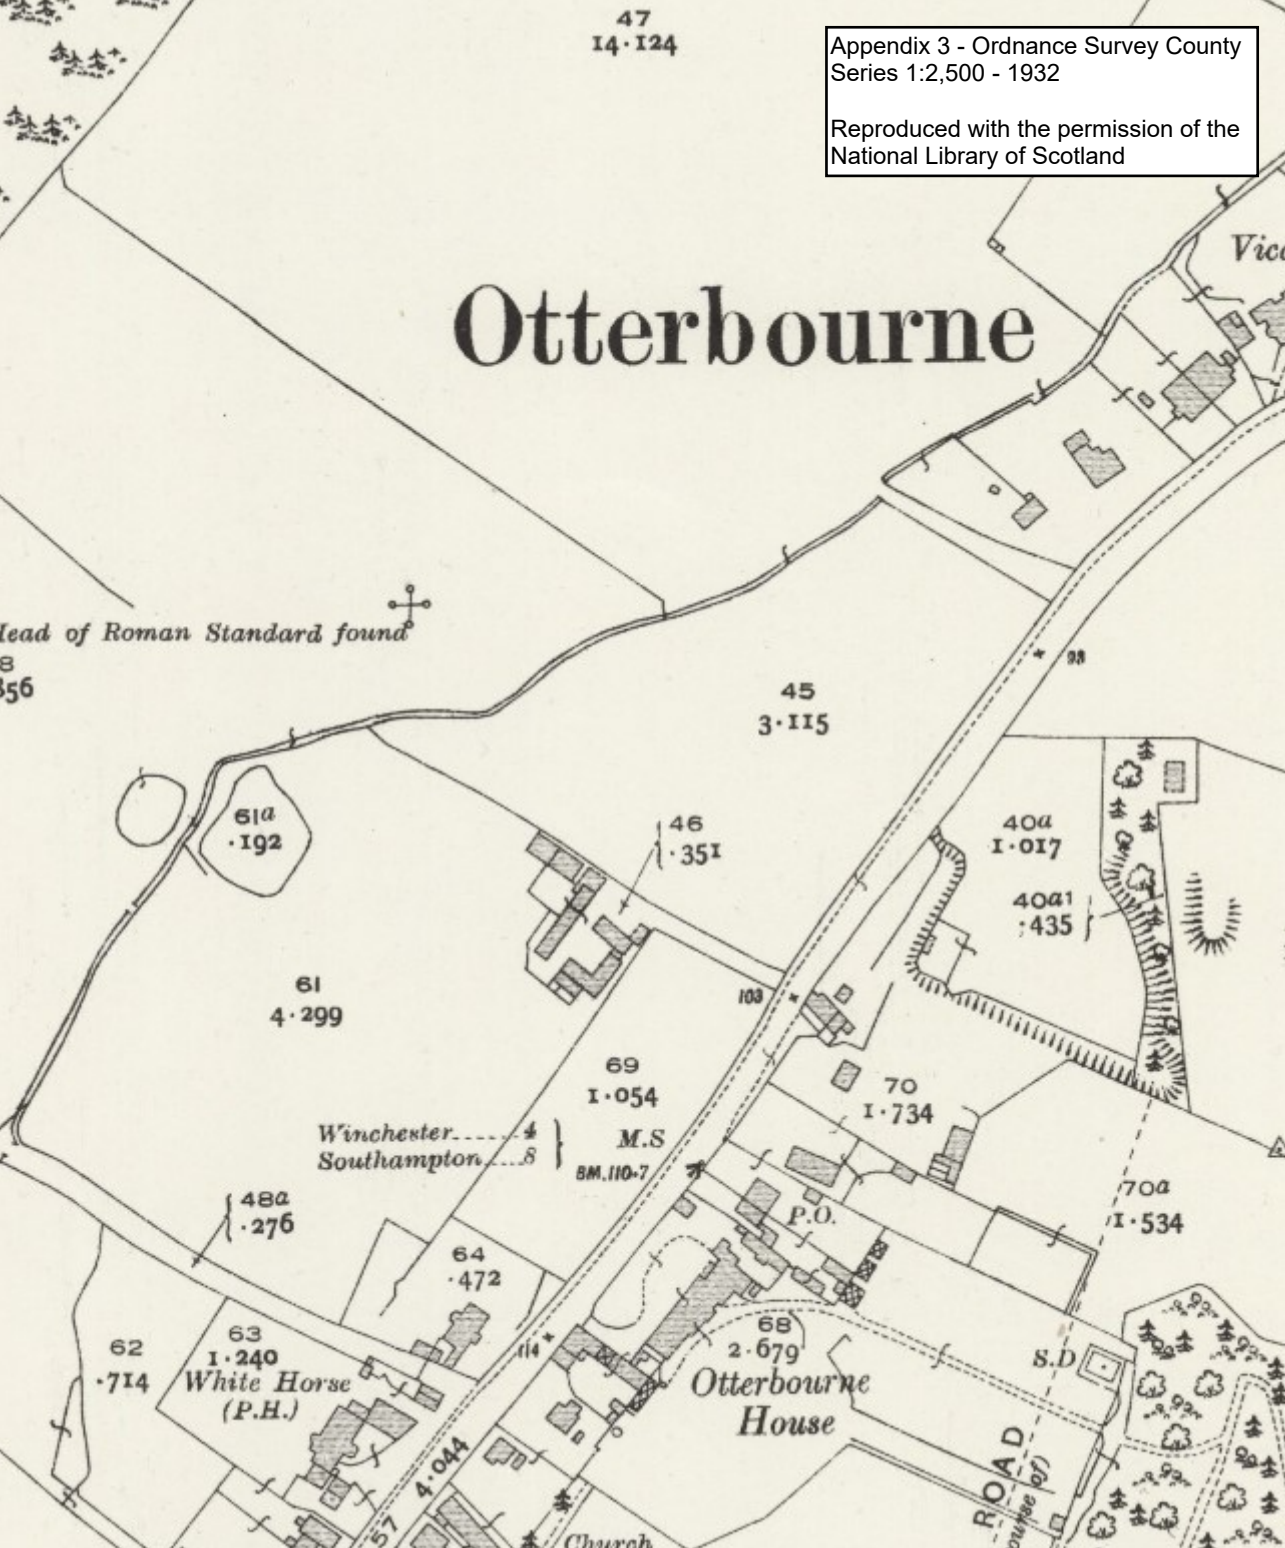 47
14·124
Appendix 3 - Ordnance Survey County
Series 1:2,500 - 1932
Reproduced with the permission of the
National Library of Scotland
Otterbourne
Head of Roman Standard found
45
3·115
93
61a
·192
46
·351
40a
1·017
40a1
·435
61
4·299
103
69
1·054
70
1·734
Winchester 4
Southampton 8
M.S
B.M.110·7
48a
·276
P.O.
70a
1·534
64
·472
62
·714
63
1·240
White Horse
(P.H.)
114
68
2·679
Otterbourne
House
S.D
4·044
57
ROAD
of)
Church